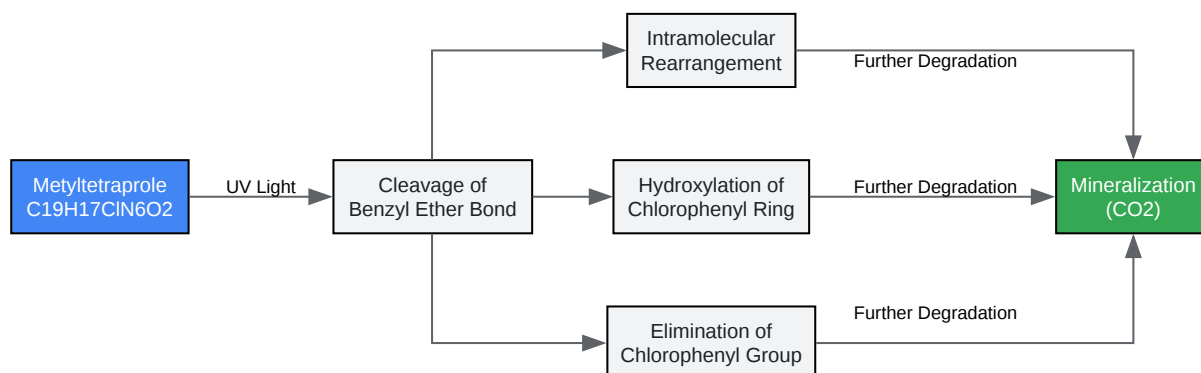 Intramolecular
Rearrangement
Further Degradation
Metyltetraprole
C19H17ClN6O2
UV Light
Cleavage of
Benzyl Ether Bond
Hydroxylation of
Chlorophenyl Ring
Further Degradation
Mineralization
(CO2)
Elimination of
Chlorophenyl Group
Further Degradation